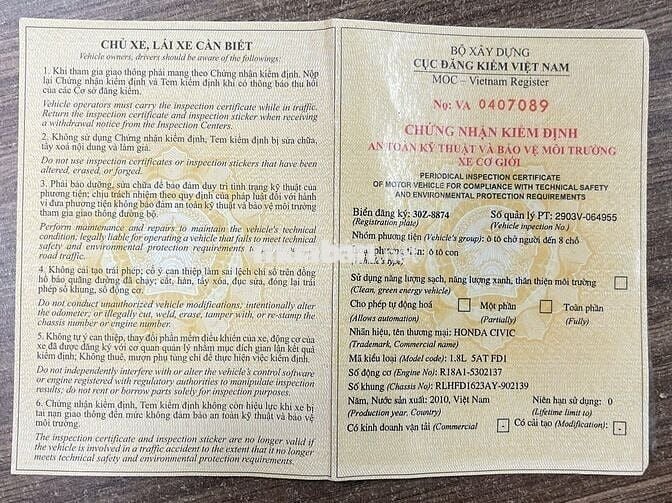 CHỦ XE, LÁI XE CẦN BIẾT
Vehicle owners, drivers should be aware of the followings:
1. Khi tham gia giao thông phải mang theo Chứng nhận kiểm định. Nộp
lại Chứng nhận kiểm định và Tem kiểm định khi có thông báo thu hồi
của các Cơ sở đăng kiểm.
Vehicle operators must carry the inspection certificate while in traffic.
Return the inspection certificate and inspection sticker when receiving
a withdrawal notice from the Inspection Centers.
2. Không sử dụng Chứng nhận kiểm định, Tem kiểm định bị sửa chữa,
tẩy xoá nội dung và làm giả.
Do not use inspection certificates or inspection stickers that have been
altered, erased, or forged.
3. Phải bảo dưỡng, sửa chữa để bảo đảm duy trì tình trạng kỹ thuật của
phương tiện; chịu trách nhiệm theo quy định của pháp luật đối với hành
vi đưa phương tiện không bảo đảm an toàn kỹ thuật và bảo vệ môi trường
tham gia giao thông đường bộ.
Perform maintenance and repairs to maintain the vehicle's technical
condition, legally liable for operating a vehicle that fails to meet technical
safety and environmental protection requirements
road traffic.
4. Không cải tạo trái phép; cố ý can thiệp làm sai lệch chỉ số trên đồng
hồ báo quãng đường đã chạy; cắt, hàn, tẩy xóa, đục sửa, đóng lại trái
phép số khung, số động cơ.
Do not conduct unauthorized vehicle modifications; intentionally alter
the odometer; or illegally cut, weld, erase, tamper with, or re-stamp the
chassis number or engine number.
5. Không tự ý can thiệp, thay đổi phần mềm điều khiển của xe, động cơ của
xe đã được đăng ký với cơ quan quản lý nhằm mục đích gian lận kết quả
kiểm định; Không thuê, mượn phụ tùng chỉ để thực hiện việc kiểm định.
Do not independently interfere with or alter the vehicle's control software
or engine registered with regulatory authorities to manipulate inspection
results; do not rent or borrow parts solely for inspection purposes.
6. Chứng nhận kiểm định, Tem kiểm định không còn hiệu lực khi xe bị
tai nạn giao thông đến mức không đảm bảo an toàn kỹ thuật và bảo vệ
môi trường.
The inspection certificate and inspection sticker are no longer valid if
the vehicle is involved in a traffic accident to the extent that it no longer
meets technical safety and environmental protection requirements.
BỘ XÂY DỰNG
CỤC ĐĂNG KIỂM VIỆT NAM
MOC – Vietnam Register
No: VA 0407089
CHỨNG NHẬN KIỂM ĐỊNH
AN TOÀN KỸ THUẬT VÀ BẢO VỆ MÔI TRƯỜNG
XE CƠ GIỚI
PERIODICAL INSPECTION CERTIFICATE
OF MOTOR VEHICLE FOR COMPLIANCE WITH TECHNICAL SAFETY
AND ENVIRONMENTAL PROTECTION REQUIREMENTS
Biển đăng ký: 30Z-8874 Số quản lý PT: 2903V-064955
(Registration plate) (Vehicle inspection No.)
Nhóm phương tiện (Vehicle's group): ô tô chở người đến 8 chỗ
phương tiện: ô tô con
type)
Sử dụng năng lượng sạch, năng lượng xanh, thân thiện môi trường
(Clean, green energy vehicle)
Cho phép tự động hoá Một phần Toàn phần
(Allows automation) (Partially) (Fully)
Nhãn hiệu, tên thương mại: HONDA CIVIC
(Trademark, Commercial name)
Mã kiểu loại (Model code): 1.8L 5AT FD1
Số động cơ (Engine No): R18A1-5302137
Số khung (Chassis No): RLHFD1623AY-902139
Năm, Nước sản xuất: 2010, Việt Nam Niên hạn sử dụng: 0
(Production year, Country) (Lifetime limit to)
Có kinh doanh vận tải (Commercial - Có cải tạo (Modification): -